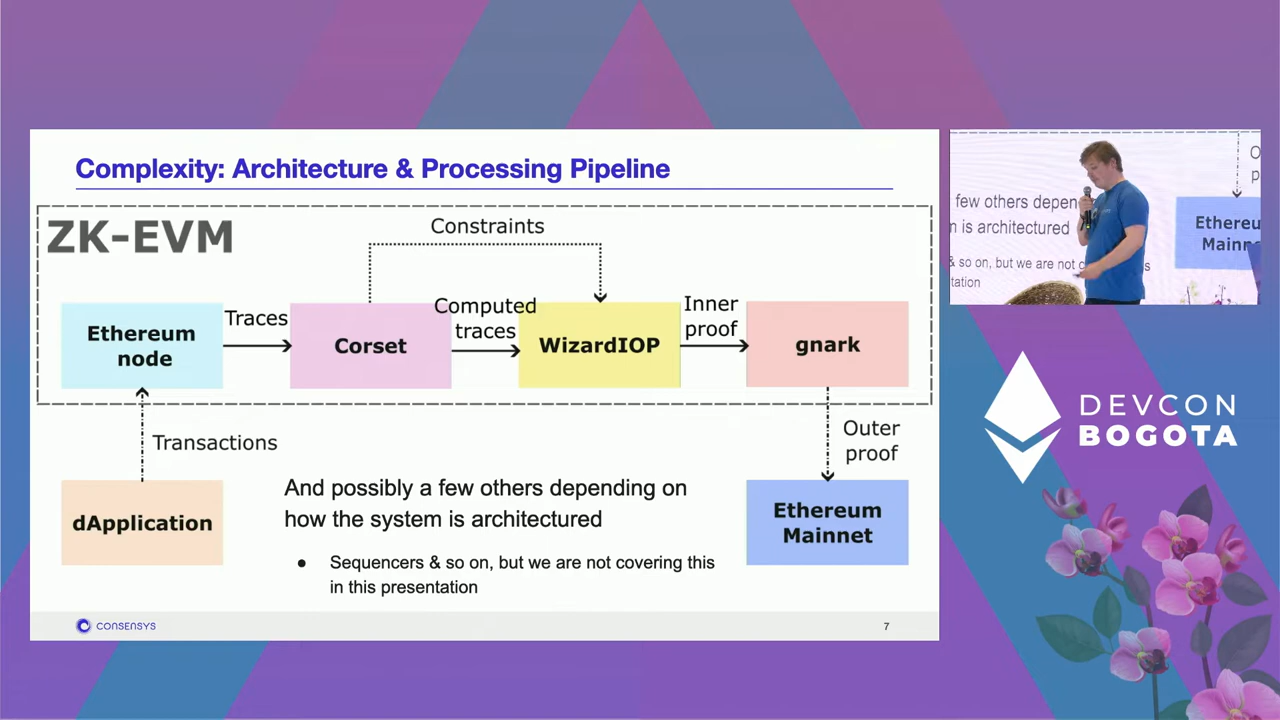 Complexity: Architecture & Processing Pipeline
ZK-EVM
Constraints
Ethereum
node
Traces
Corset
Computed
traces
WizardIOP
Inner
proof
gnark
Transactions
Outer
proof
dApplication
And possibly a few others depending on
how the system is architectured
● Sequencers & so on, but we are not covering this
in this presentation
Ethereum
Mainnet
CONSENSYS
7
few others depen
is architectured
& so on, but we are not c
s
tation
O
p
Ethereu
Mainn
DEVCON
BOGOTA